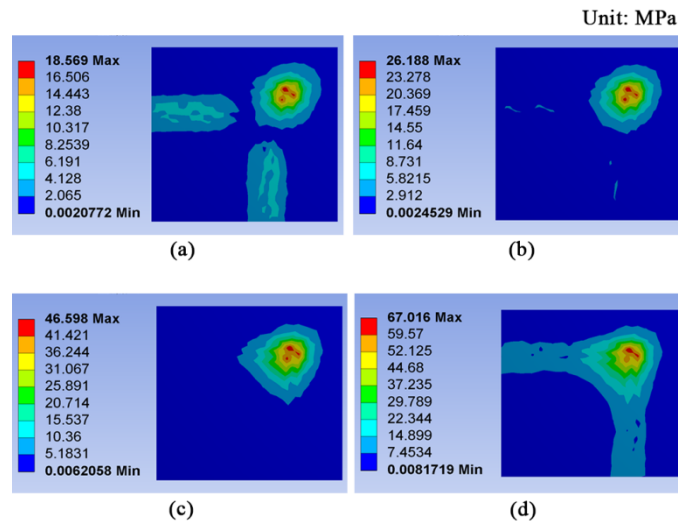 Unit: MPa
18.569 Max
16.506
14.443
12.38
10.317
8.2539
6.191
4.128
2.065
0.0020772 Min
(a)
26.188 Max
23.278
20.369
17.459
14.55
11.64
8.731
5.8215
2.912
0.0024529 Min
(b)
46.598 Max
41.421
36.244
31.067
25.891
20.714
15.537
10.36
5.1831
0.0062058 Min
(c)
67.016 Max
59.57
52.125
44.68
37.235
29.789
22.344
14.899
7.4534
0.0081719 Min
(d)